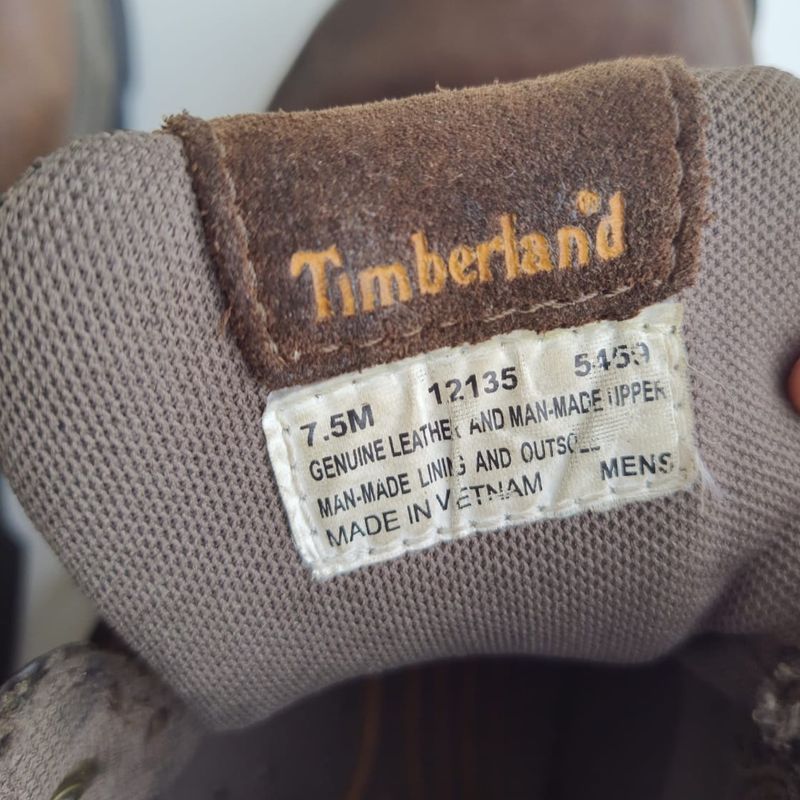 Timberland®
7.5M 12135 5459
GENUINE LEATHER AND MAN-MADE UPPER
MAN-MADE LINING AND OUTSOLE
MADE IN VIETNAM MENS